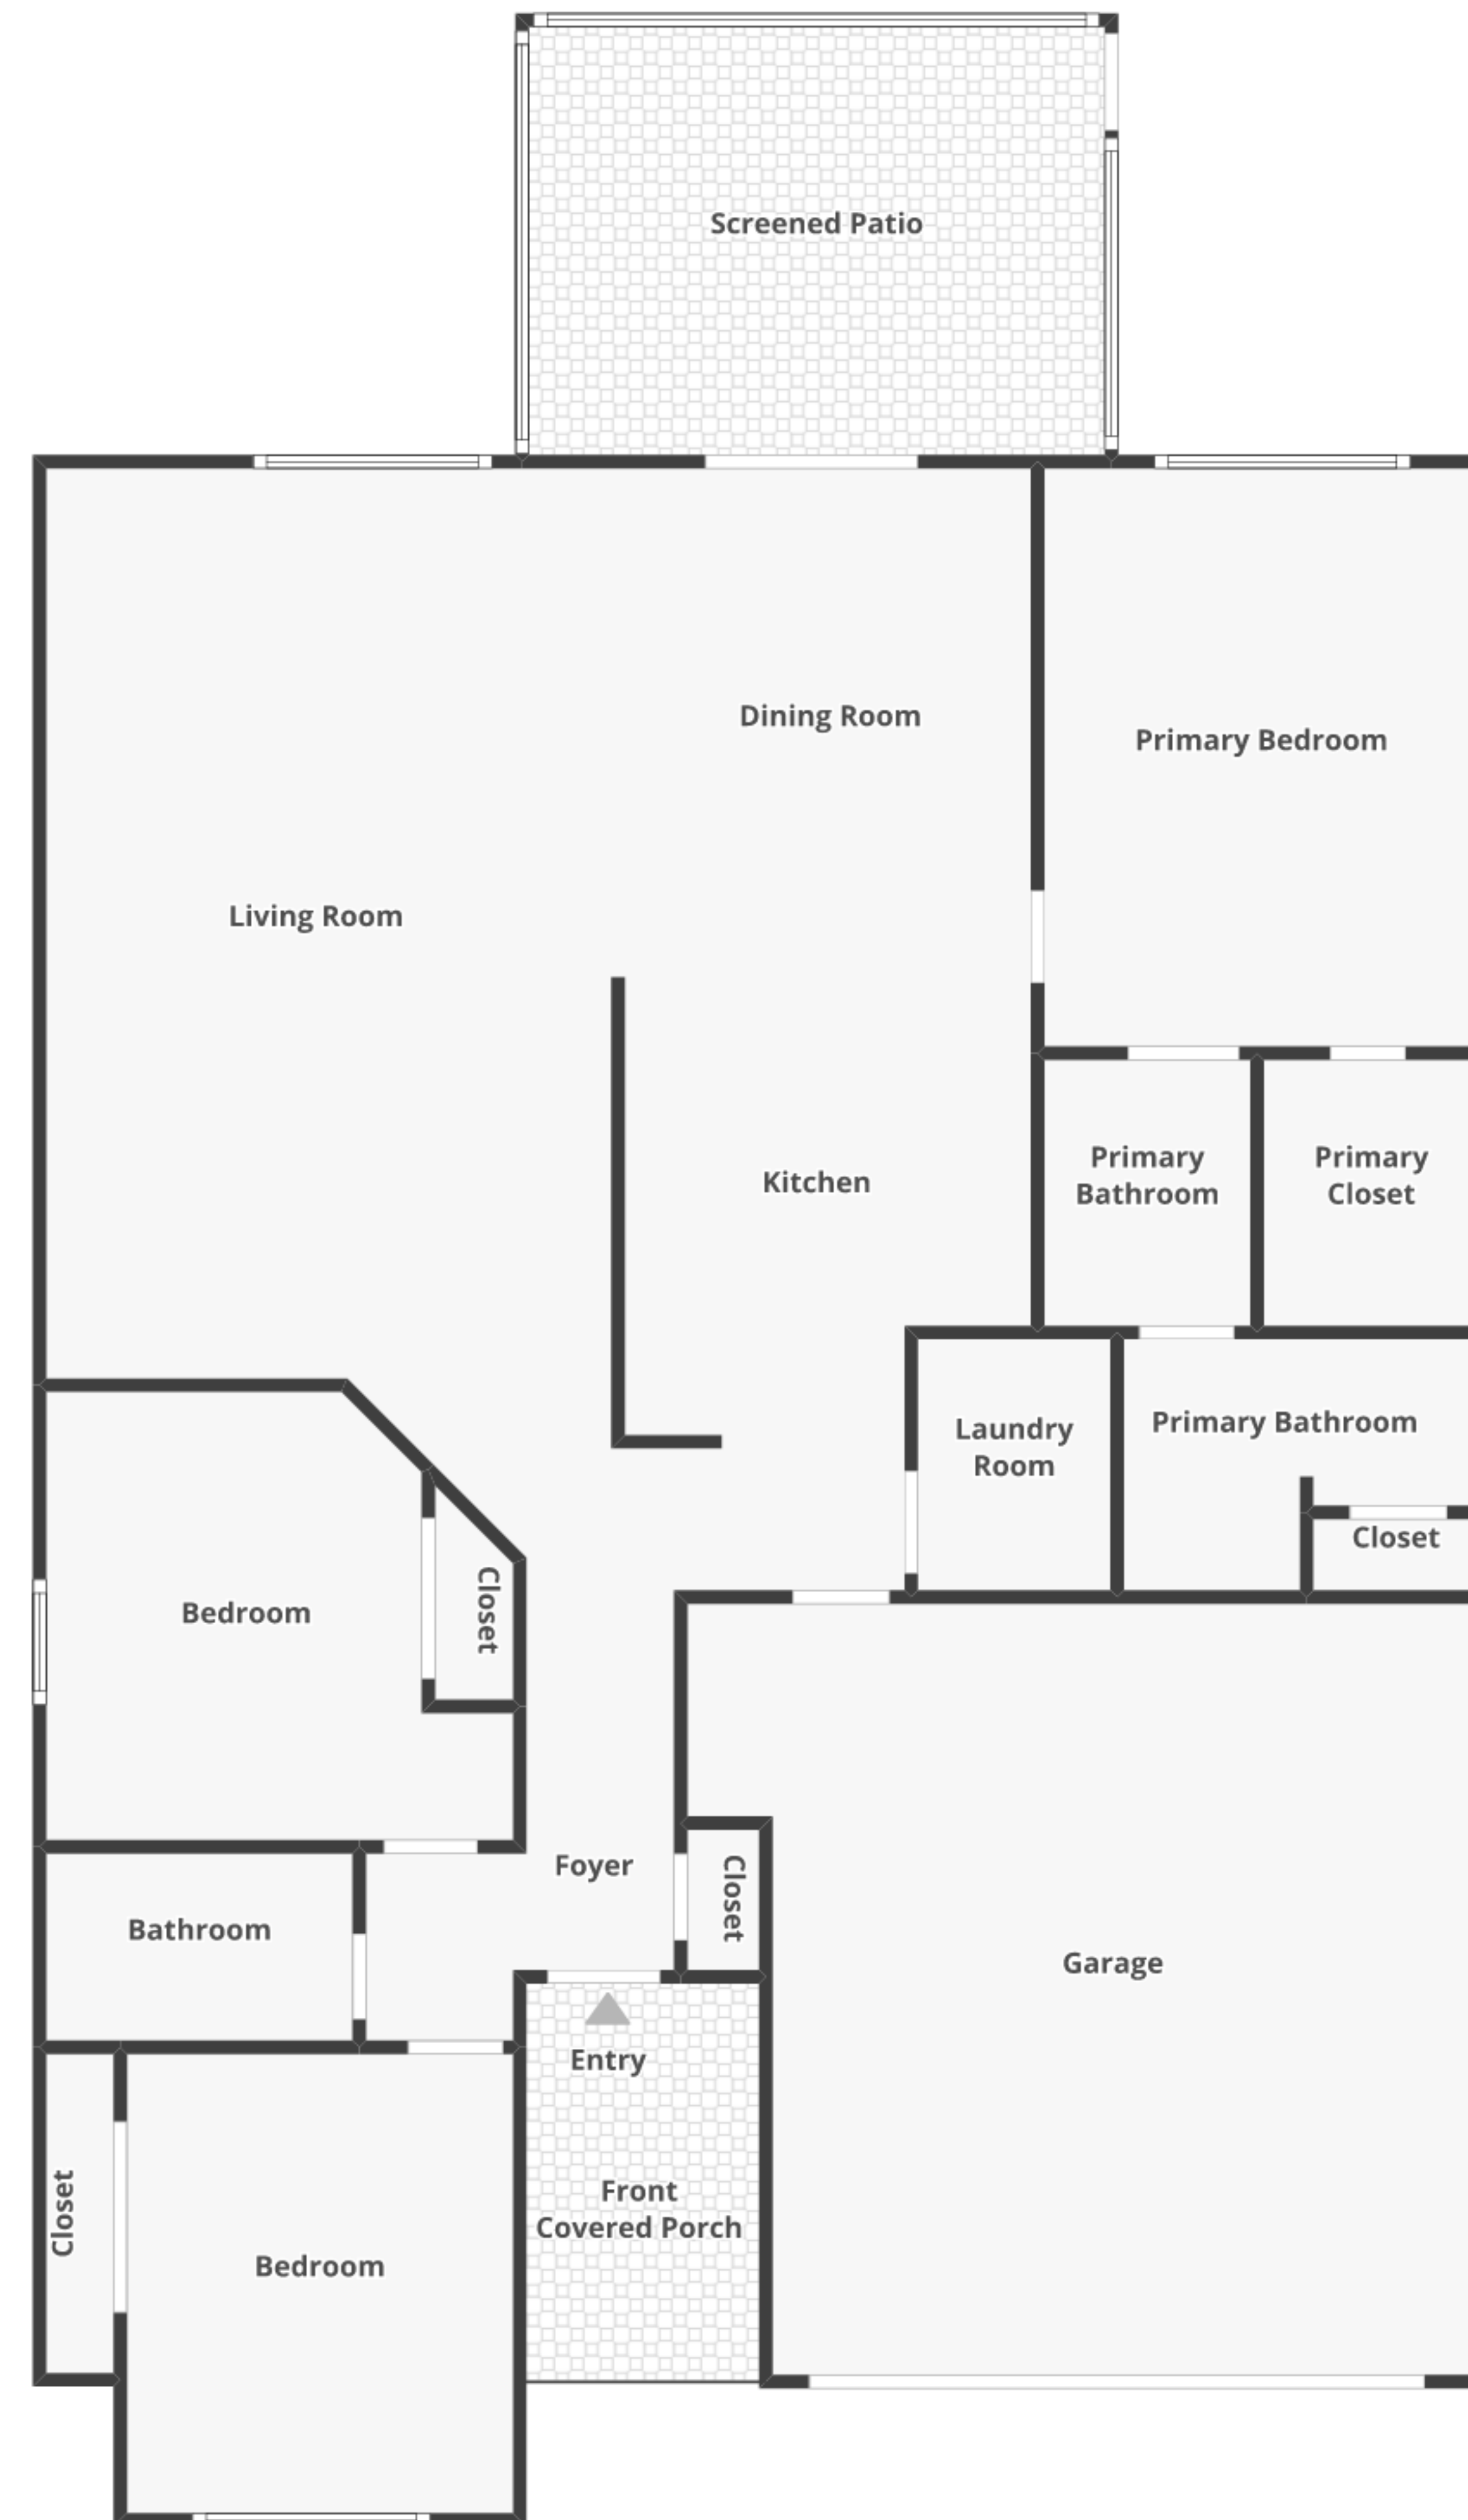 Screened Patio
Dining Room
Primary Bedroom
Living Room
Primary
Bathroom
Primary
Closet
Kitchen
Laundry
Room
Primary Bathroom
Closet
Bedroom
Closet
Foyer
Closet
Bathroom
Garage
Entry
Front
Covered Porch
Closet
Bedroom